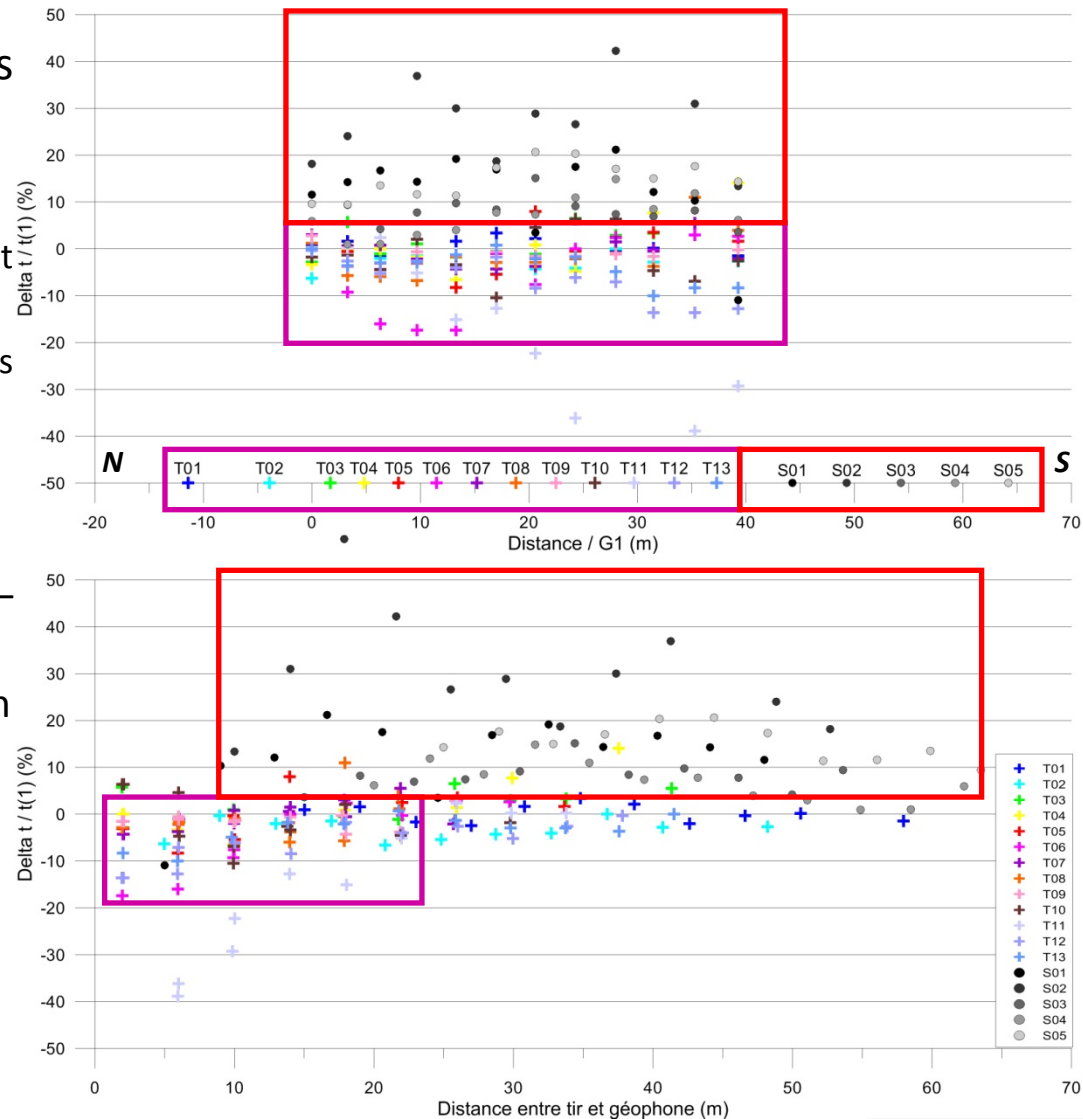 s
t
s
–
n
Delta t / t(1) (%)
50
40
30
20
10
0
-10
-20
-30
-40
-50
N
T01 T02 T03 T04 T05 T06 T07 T08 T09 T10 T11 T12 T13 S01 S02 S03 S04 S05
S
-20 -10 0 10 20 30 40 50 60 70
Distance / G1 (m)
Delta t / t(1) (%)
50
40
30
20
10
0
-10
-20
-30
-40
-50
T01
T02
T03
T04
T05
T06
T07
T08
T09
T10
T11
T12
T13
S01
S02
S03
S04
S05
0 10 20 30 40 50 60 70
Distance entre tir et géophone (m)